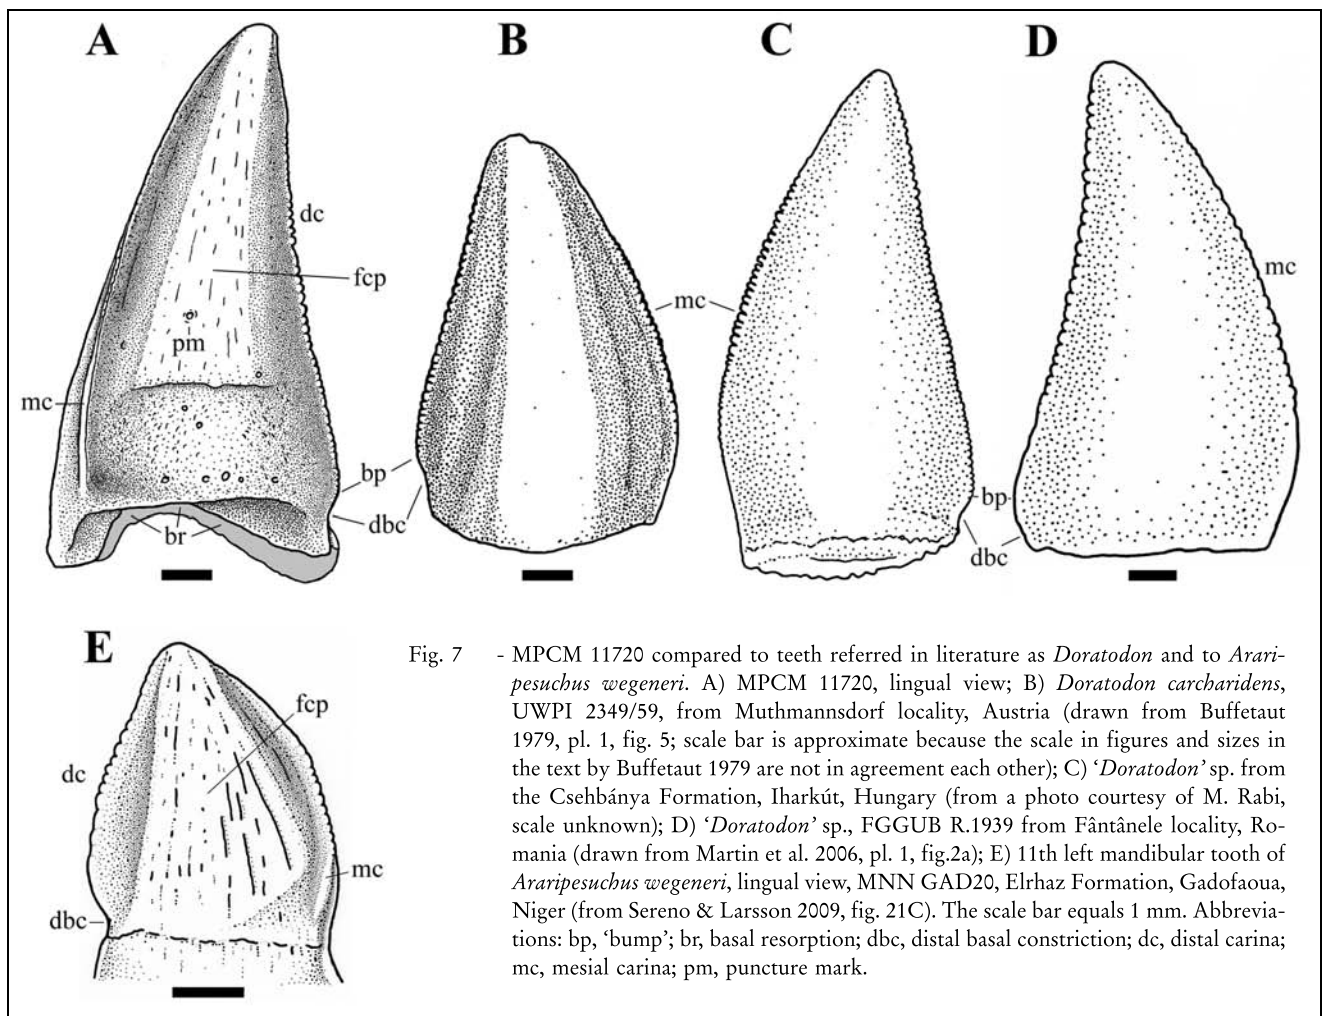 A
B
C
D
dc
fcp
pm
mc
mc
mc
bp
dbc
br
bp
dbc
E
fcp
dc
mc
dbc
Fig. 7 - MPCM 11720 compared to teeth referred in literature as Doratodon and to Arari-
pesuchus wegeneri. A) MPCM 11720, lingual view; B) Doratodon carcharidens,
UWPI 2349/59, from Muthmannsdorf locality, Austria (drawn from Buffetaut
1979, pl. 1, fig. 5; scale bar is approximate because the scale in figures and sizes in
the text by Buffetaut 1979 are not in agreement each other); C) ‘Doratodon’ sp. from
the Csehbánya Formation, Iharkút, Hungary (from a photo courtesy of M. Rabi,
scale unknown); D) ‘Doratodon’ sp., FGGUB R.1939 from Fântânele locality, Ro-
mania (drawn from Martin et al. 2006, pl. 1, fig.2a); E) 11th left mandibular tooth of
Araripesuchus wegeneri, lingual view, MNN GAD20, Elrhaz Formation, Gadofaoua,
Niger (from Sereno & Larsson 2009, fig. 21C). The scale bar equals 1 mm. Abbrevia-
tions: bp, ‘bump’; br, basal resorption; dbc, distal basal constriction; dc, distal carina;
mc, mesial carina; pm, puncture mark.